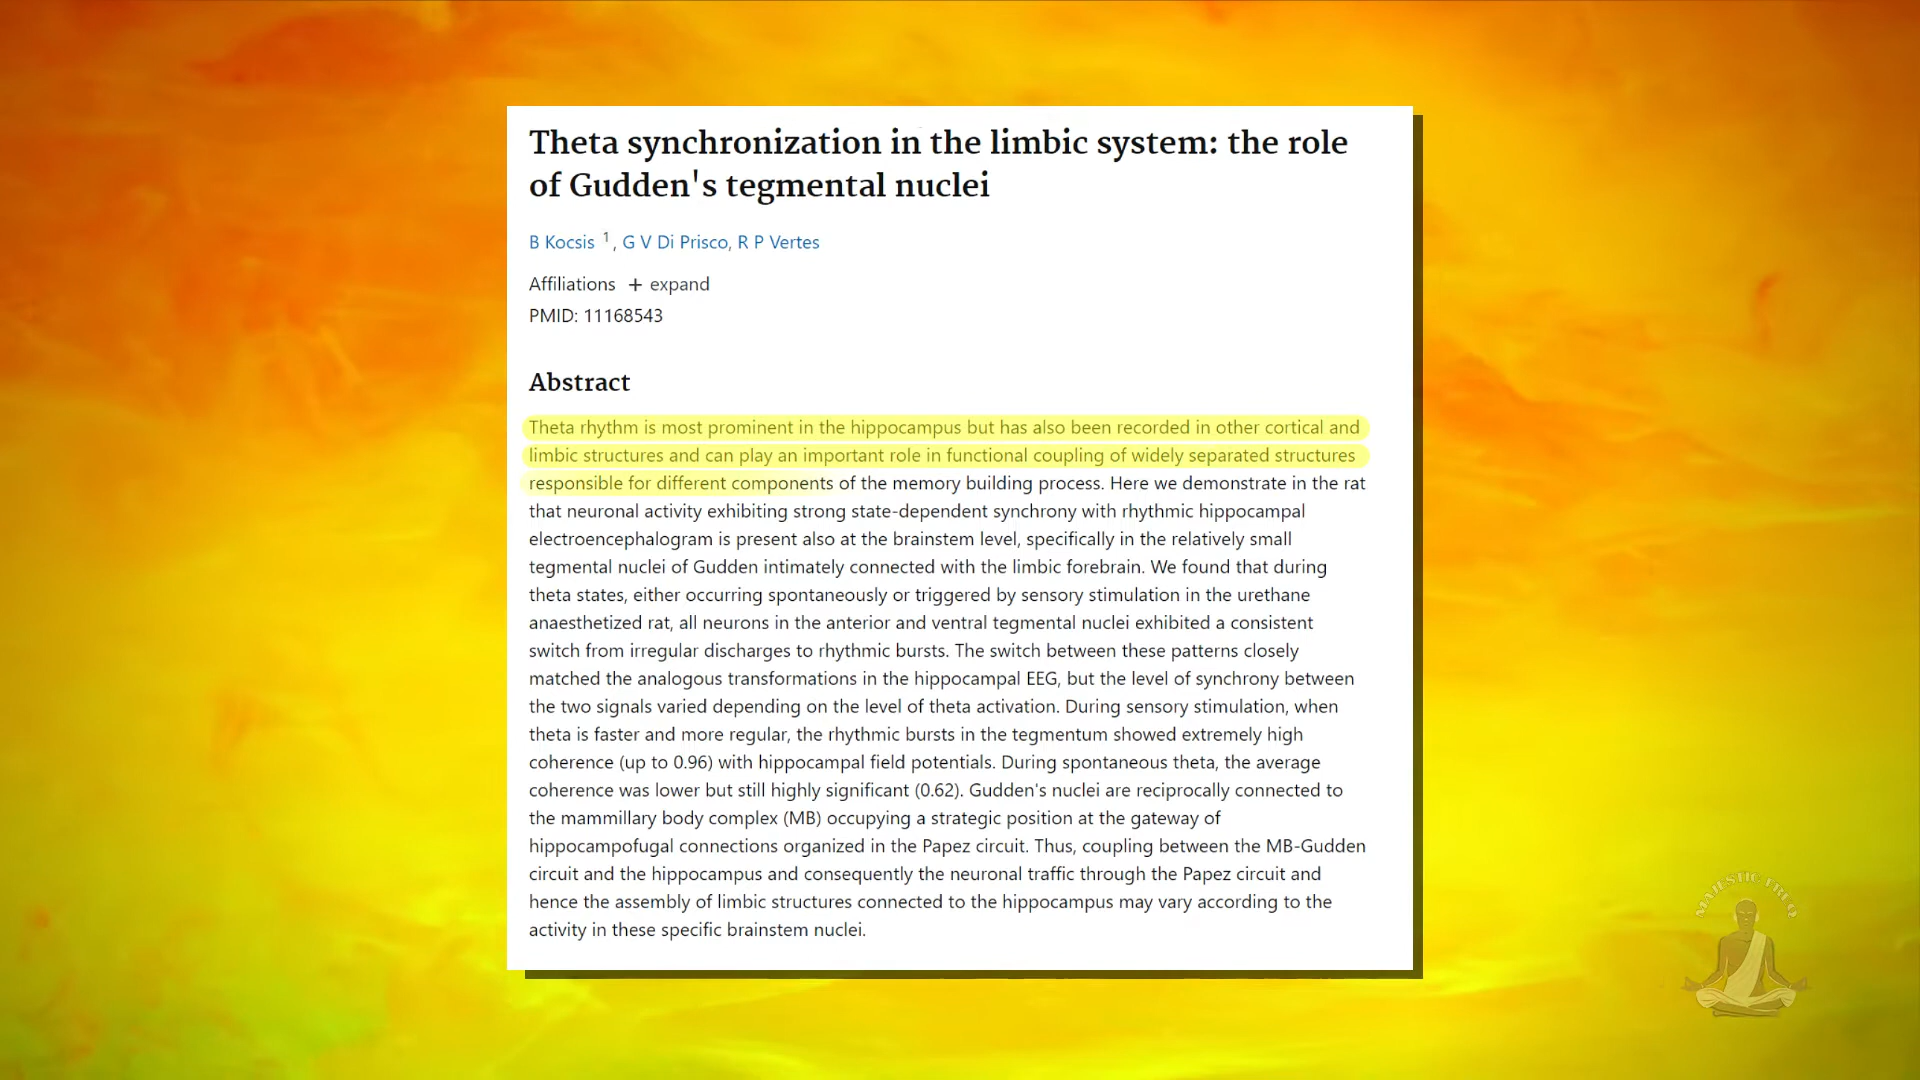 Theta synchronization in the limbic system: the role
of Gudden's tegmental nuclei
B Kocsis 1, G V Di Prisco, R P Vertes
Affiliations + expand
PMID: 11168543
Abstract
Theta rhythm is most prominent in the hippocampus but has also been recorded in other cortical and
limbic structures and can play an important role in functional coupling of widely separated structures
responsible for different components of the memory building process. Here we demonstrate in the rat
that neuronal activity exhibiting strong state-dependent synchrony with rhythmic hippocampal
electroencephalogram is present also at the brainstem level, specifically in the relatively small
tegmental nuclei of Gudden intimately connected with the limbic forebrain. We found that during
theta states, either occurring spontaneously or triggered by sensory stimulation in the urethane
anaesthetized rat, all neurons in the anterior and ventral tegmental nuclei exhibited a consistent
switch from irregular discharges to rhythmic bursts. The switch between these patterns closely
matched the analogous transformations in the hippocampal EEG, but the level of synchrony between
the two signals varied depending on the level of theta activation. During sensory stimulation, when
theta is faster and more regular, the rhythmic bursts in the tegmentum showed extremely high
coherence (up to 0.96) with hippocampal field potentials. During spontaneous theta, the average
coherence was lower but still highly significant (0.62). Gudden's nuclei are reciprocally connected to
the mammillary body complex (MB) occupying a strategic position at the gateway of
hippocampofugal connections organized in the Papez circuit. Thus, coupling between the MB-Gudden
circuit and the hippocampus and consequently the neuronal traffic through the Papez circuit and
hence the assembly of limbic structures connected to the hippocampus may vary according to the
activity in these specific brainstem nuclei.
MAJESTIC FREQ